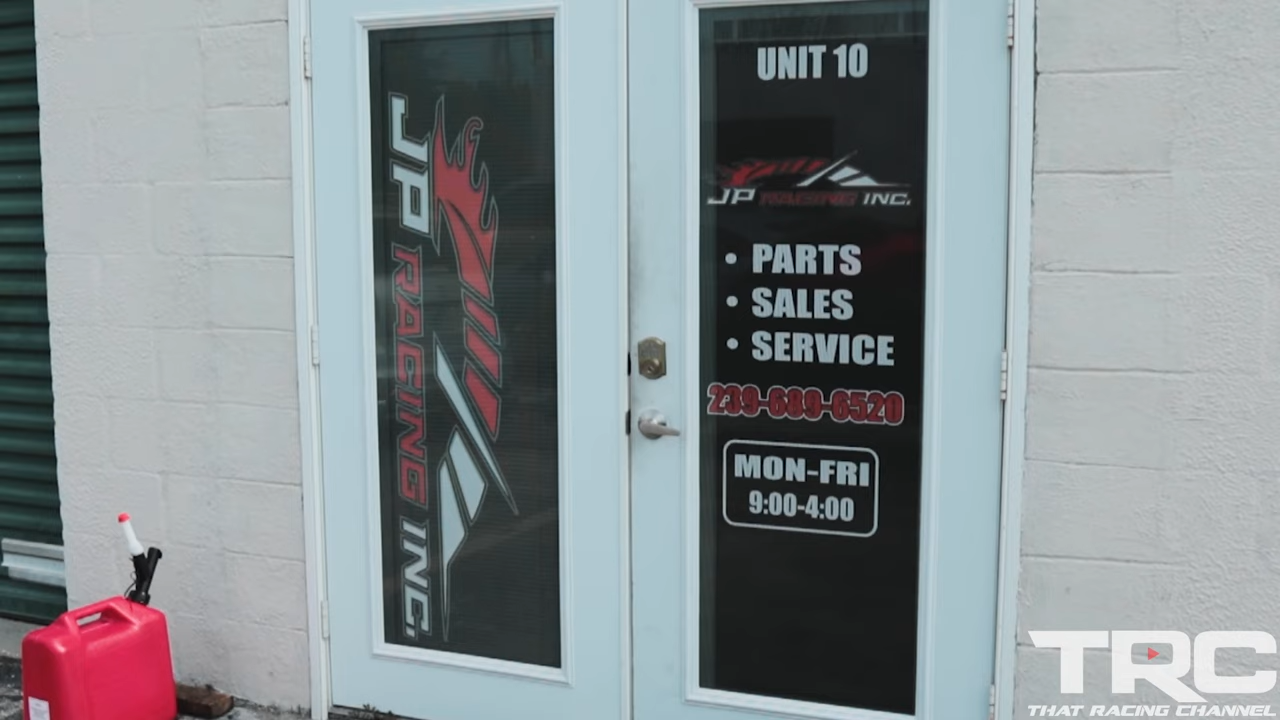 JP RACING INC.
UNIT 10
JP RACING INC.
• PARTS
• SALES
• SERVICE
239-689-6520
MON-FRI
9:00-4:00
TRC
THAT RACING CHANNEL